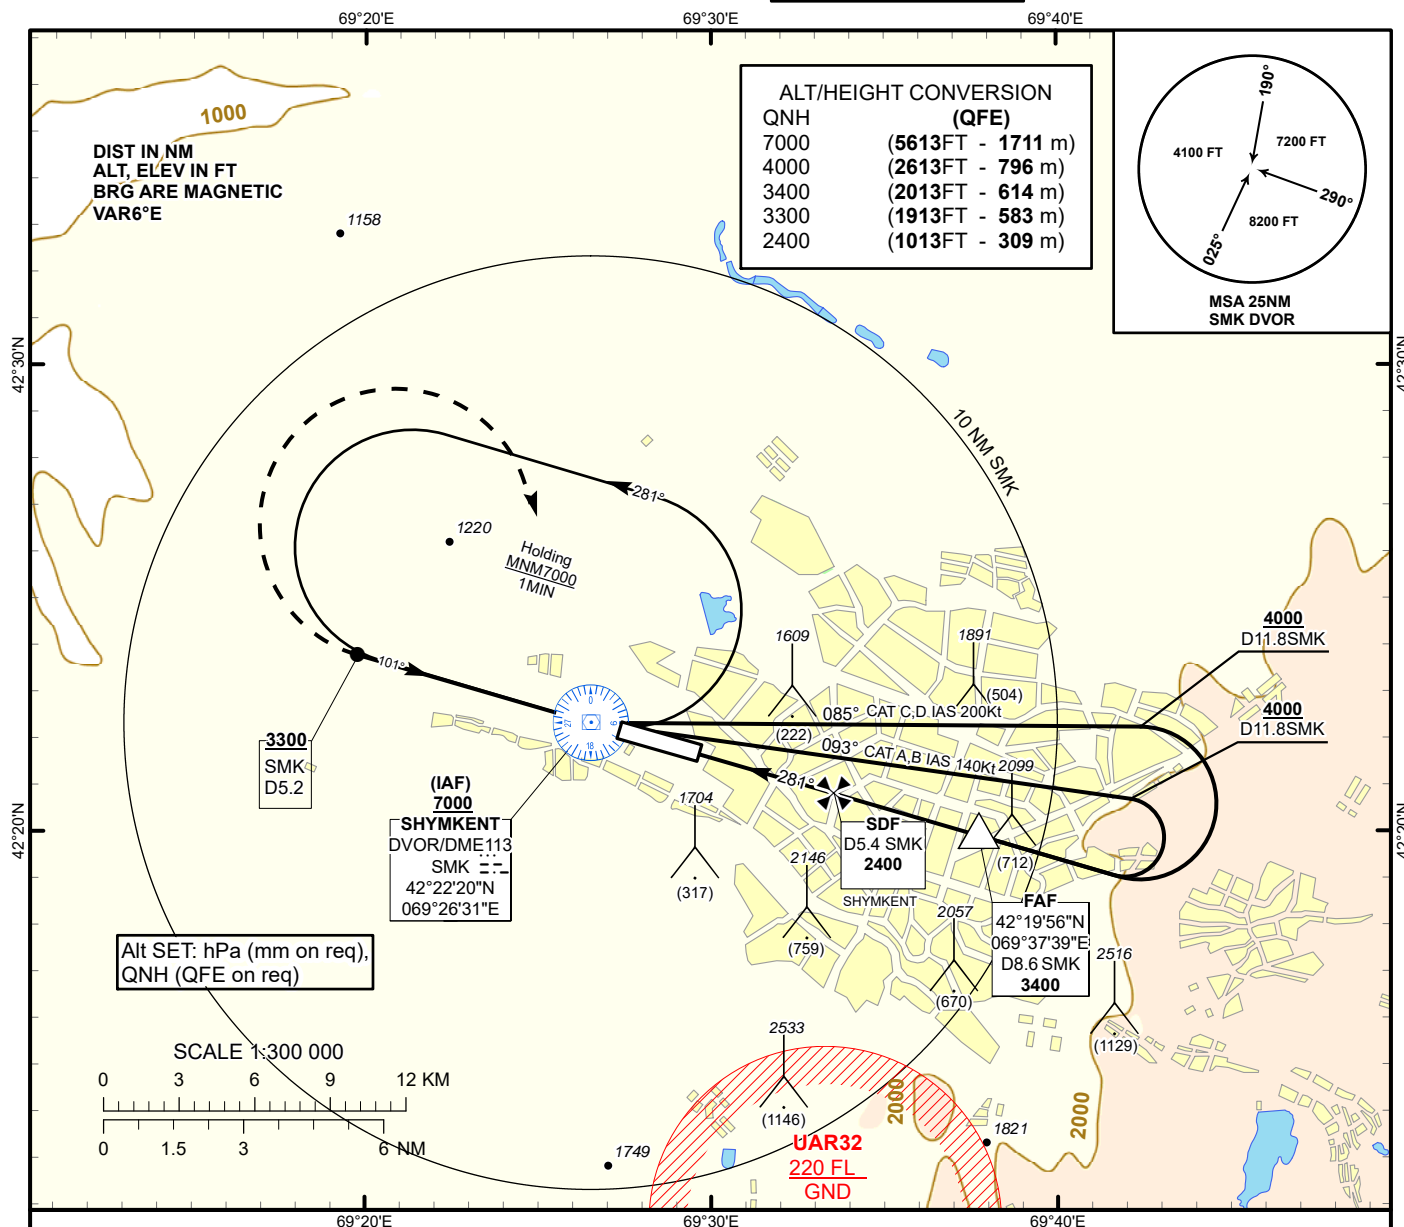 69°20'E
69°30'E
69°40'E
1000
DIST IN NM
ALT, ELEV IN FT
BRG ARE MAGNETIC
VAR6°E
1158
ALT/HEIGHT CONVERSION
QNH (QFE)
7000 (5613FT - 1711 m)
4000 (2613FT - 796 m)
3400 (2013FT - 614 m)
3300 (1913FT - 583 m)
2400 (1013FT - 309 m)
190°
4100 FT
7200 FT
290°
8200 FT
025°
MSA 25NM
SMK DVOR
42°30'N
42°30'N
10 NM SMK
281°
1220
Holding
MNM7000
1MIN
101°
0
27
9
18
1609
(222)
1891
(504)
085° CAT C,D IAS 200Kt
093° CAT A,B IAS 140Kt
2099
(712)
281°
4000
D11.8SMK
4000
D11.8SMK
3300
SMK
D5.2
(IAF)
7000
SHYMKENT
DVOR/DME113
SMK
42°22'20"N
069°26'31"E
1704
(317)
2146
(759)
SDF
D5.4 SMK
2400
SHYMKENT
2057
(670)
FAF
42°19'56"N
069°37'39"E
D8.6 SMK
3400
2516
(1129)
42°20'N
42°20'N
Alt SET: hPa (mm on req),
QNH (QFE on req)
SCALE 1:300 000
0 3 6 9 12 KM
0 1.5 3 6 NM
2533
(1146)
UAR32
220 FL
GND
1749
2000
1821
2000
69°20'E
69°30'E
69°40'E